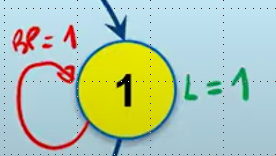 BP = 1
1
L = 1